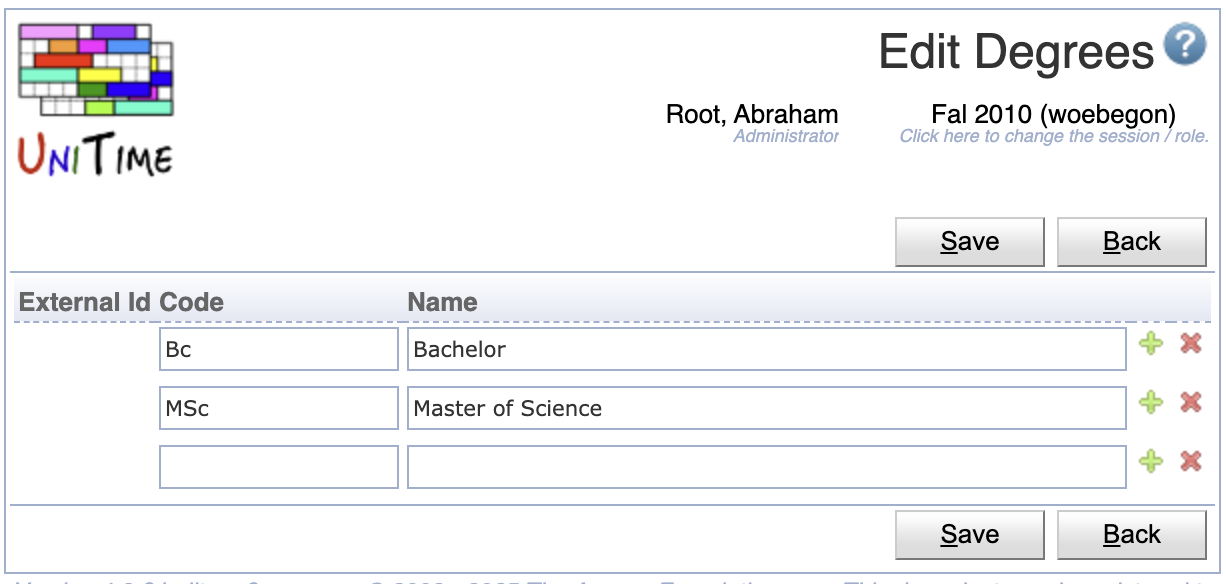 UniTime
Edit Degrees ?
Root, Abraham
Administrator
Fal 2010 (woebegon)
Click here to change the session / role.
Save Back
External Id Code Name
Bc Bachelor
MSc Master of Science
Save Back